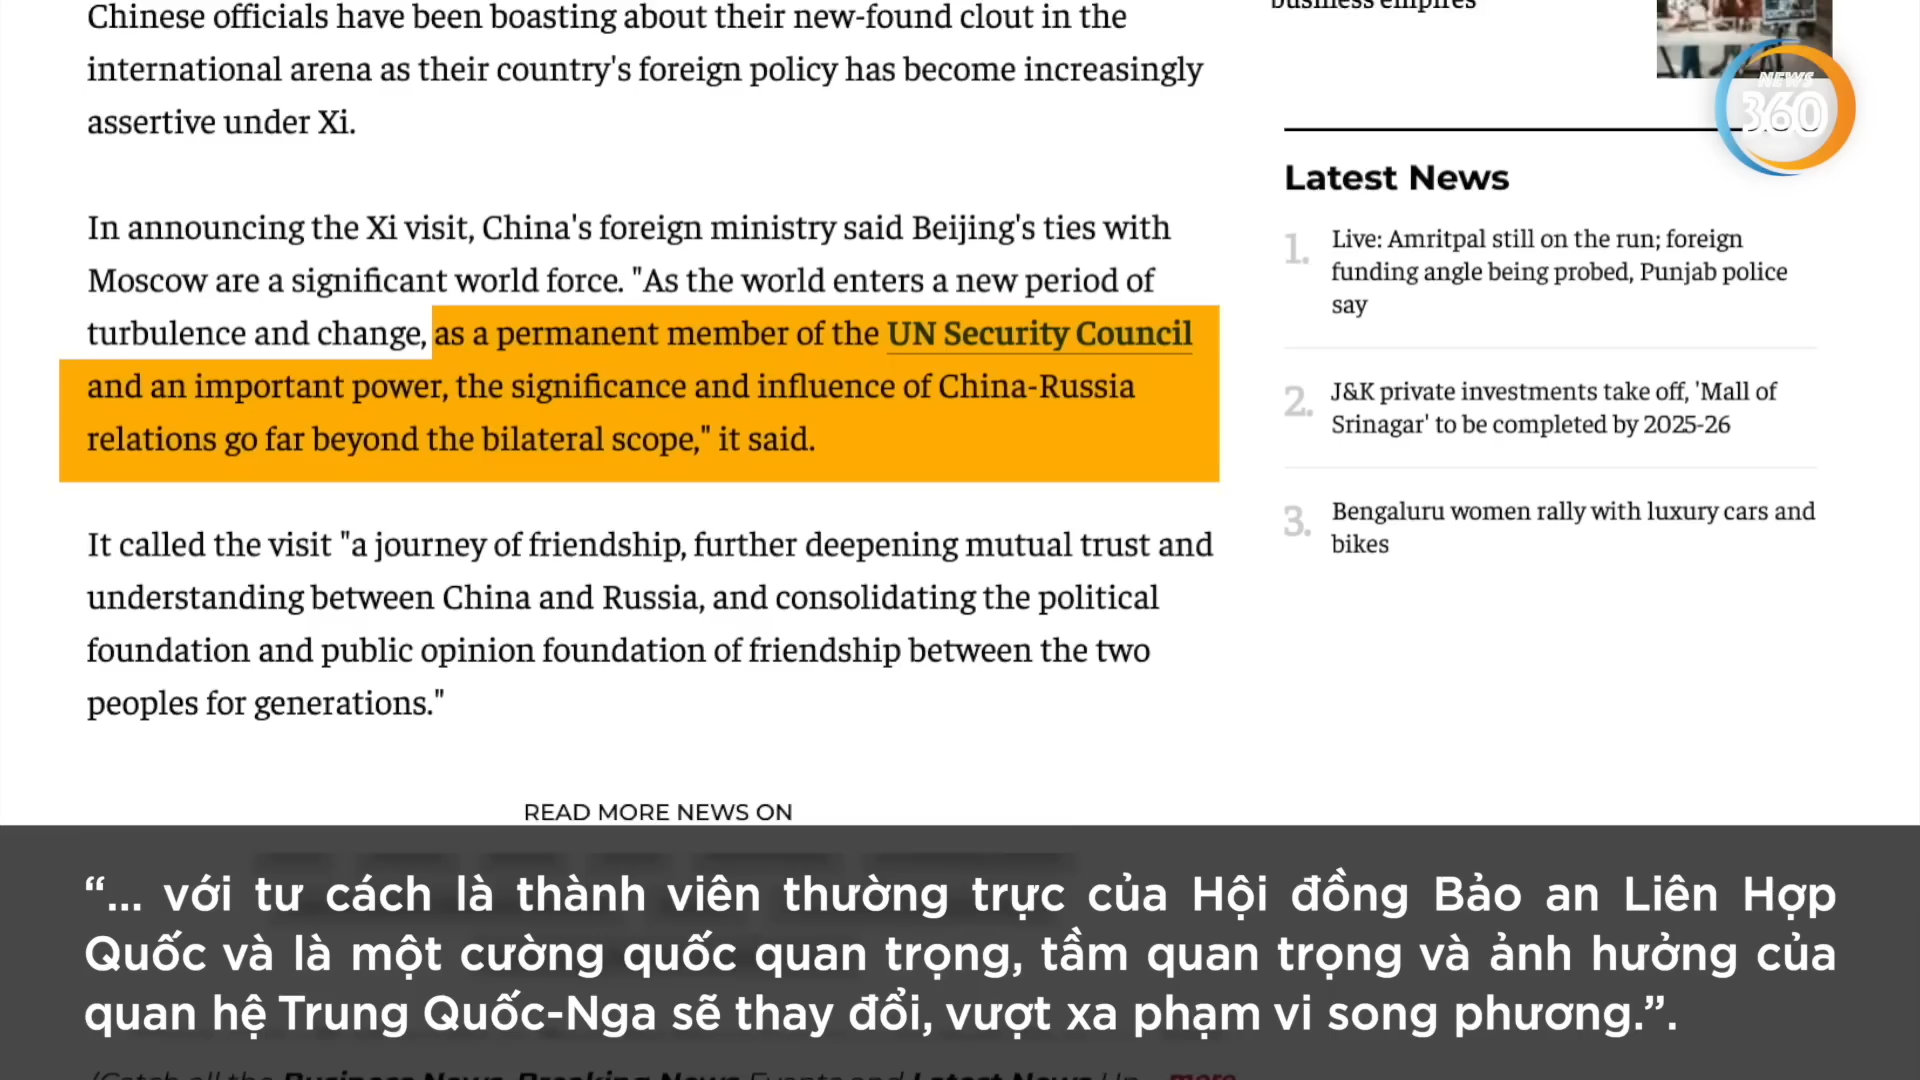 Chinese officials have been boasting about their new-found clout in the
international arena as their country's foreign policy has become increasingly
assertive under Xi.
In announcing the Xi visit, China's foreign ministry said Beijing's ties with
Moscow are a significant world force. "As the world enters a new period of
turbulence and change, as a permanent member of the UN Security Council
and an important power, the significance and influence of China-Russia
relations go far beyond the bilateral scope," it said.
It called the visit "a journey of friendship, further deepening mutual trust and
understanding between China and Russia, and consolidating the political
foundation and public opinion foundation of friendship between the two
peoples for generations."
READ MORE NEWS ON
business empires
NEWS
360
Latest News
1. Live: Amritpal still on the run; foreign
funding angle being probed, Punjab police
say
2. J&K private investments take off, 'Mall of
Srinagar' to be completed by 2025-26
3. Bengaluru women rally with luxury cars and
bikes
“... với tư cách là thành viên thường trực của Hội đồng Bảo an Liên Hợp
Quốc và là một cường quốc quan trọng, tầm quan trọng và ảnh hưởng của
quan hệ Trung Quốc-Nga sẽ thay đổi, vượt xa phạm vi song phương.”.